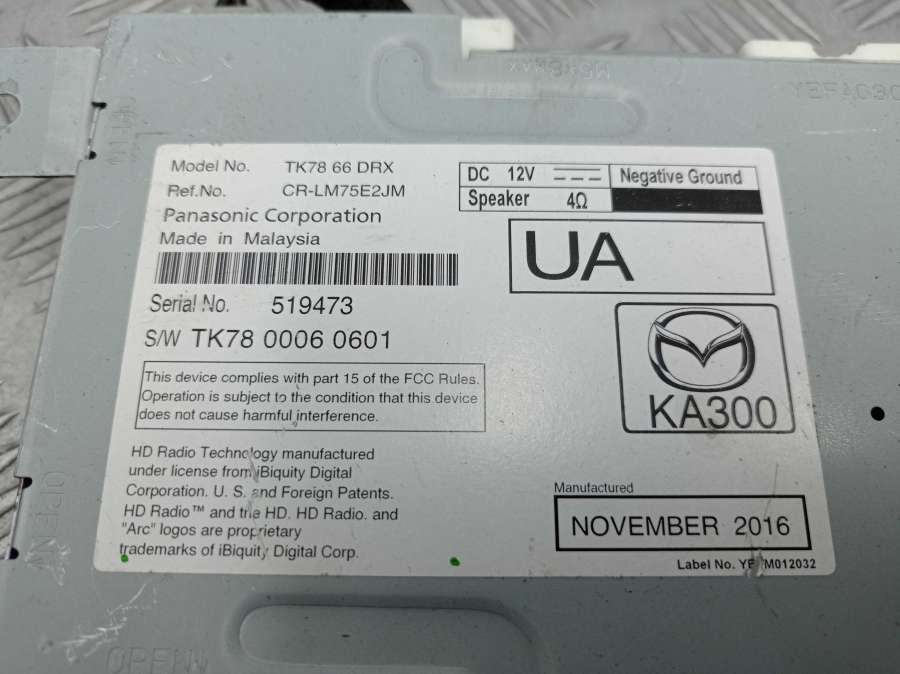 Model No. TK78 66 DRX
Ref.No. CR-LM75E2JM
Panasonic Corporation
Made in Malaysia
DC 12V Negative Ground
Speaker 4Ω
UA
Serial No. 519473
S/W TK78 0006 0601
KA300
This device complies with part 15 of the FCC Rules.
Operation is subject to the condition that this device
does not cause harmful interference.
HD Radio Technology manufactured
under license from iBiquity Digital
Corporation. U. S. and Foreign Patents.
HD Radio™ and the HD. HD Radio. and
"Arc" logos are proprietary
trademarks of iBiquity Digital Corp.
Manufactured
NOVEMBER 2016
Label No.
OPEN